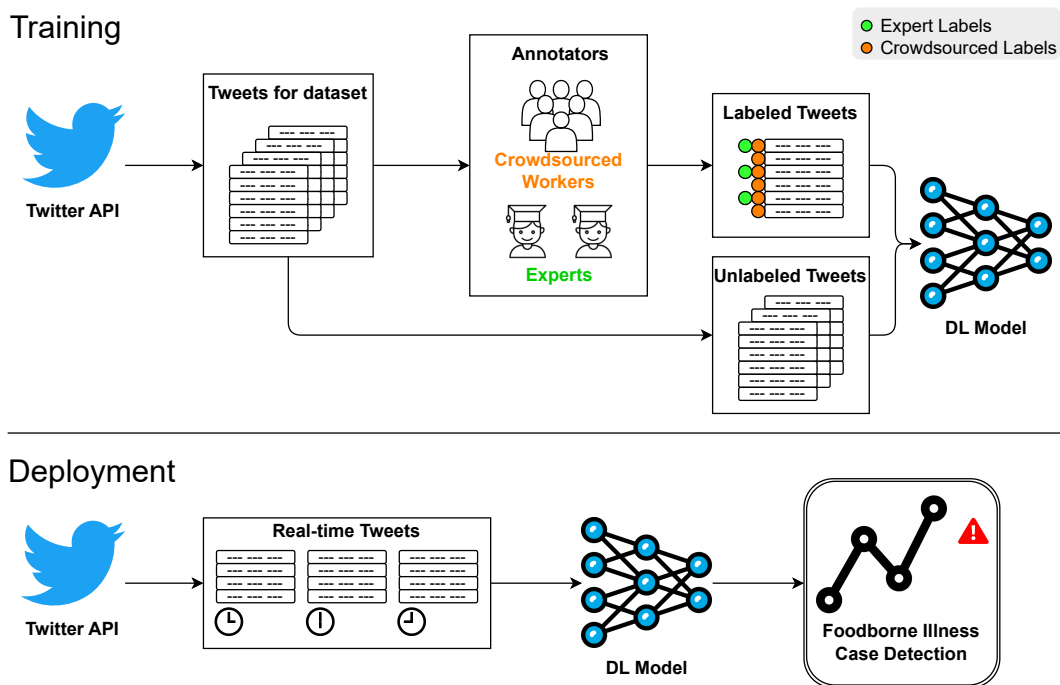 Training
Expert Labels
Crowdsourced Labels
Annotators
Tweets for dataset
Labeled Tweets
Crowdsourced
Workers
Twitter API
Experts
Unlabeled Tweets
DL Model
Deployment
Real-time Tweets
Twitter API
DL Model
Foodborne Illness
Case Detection